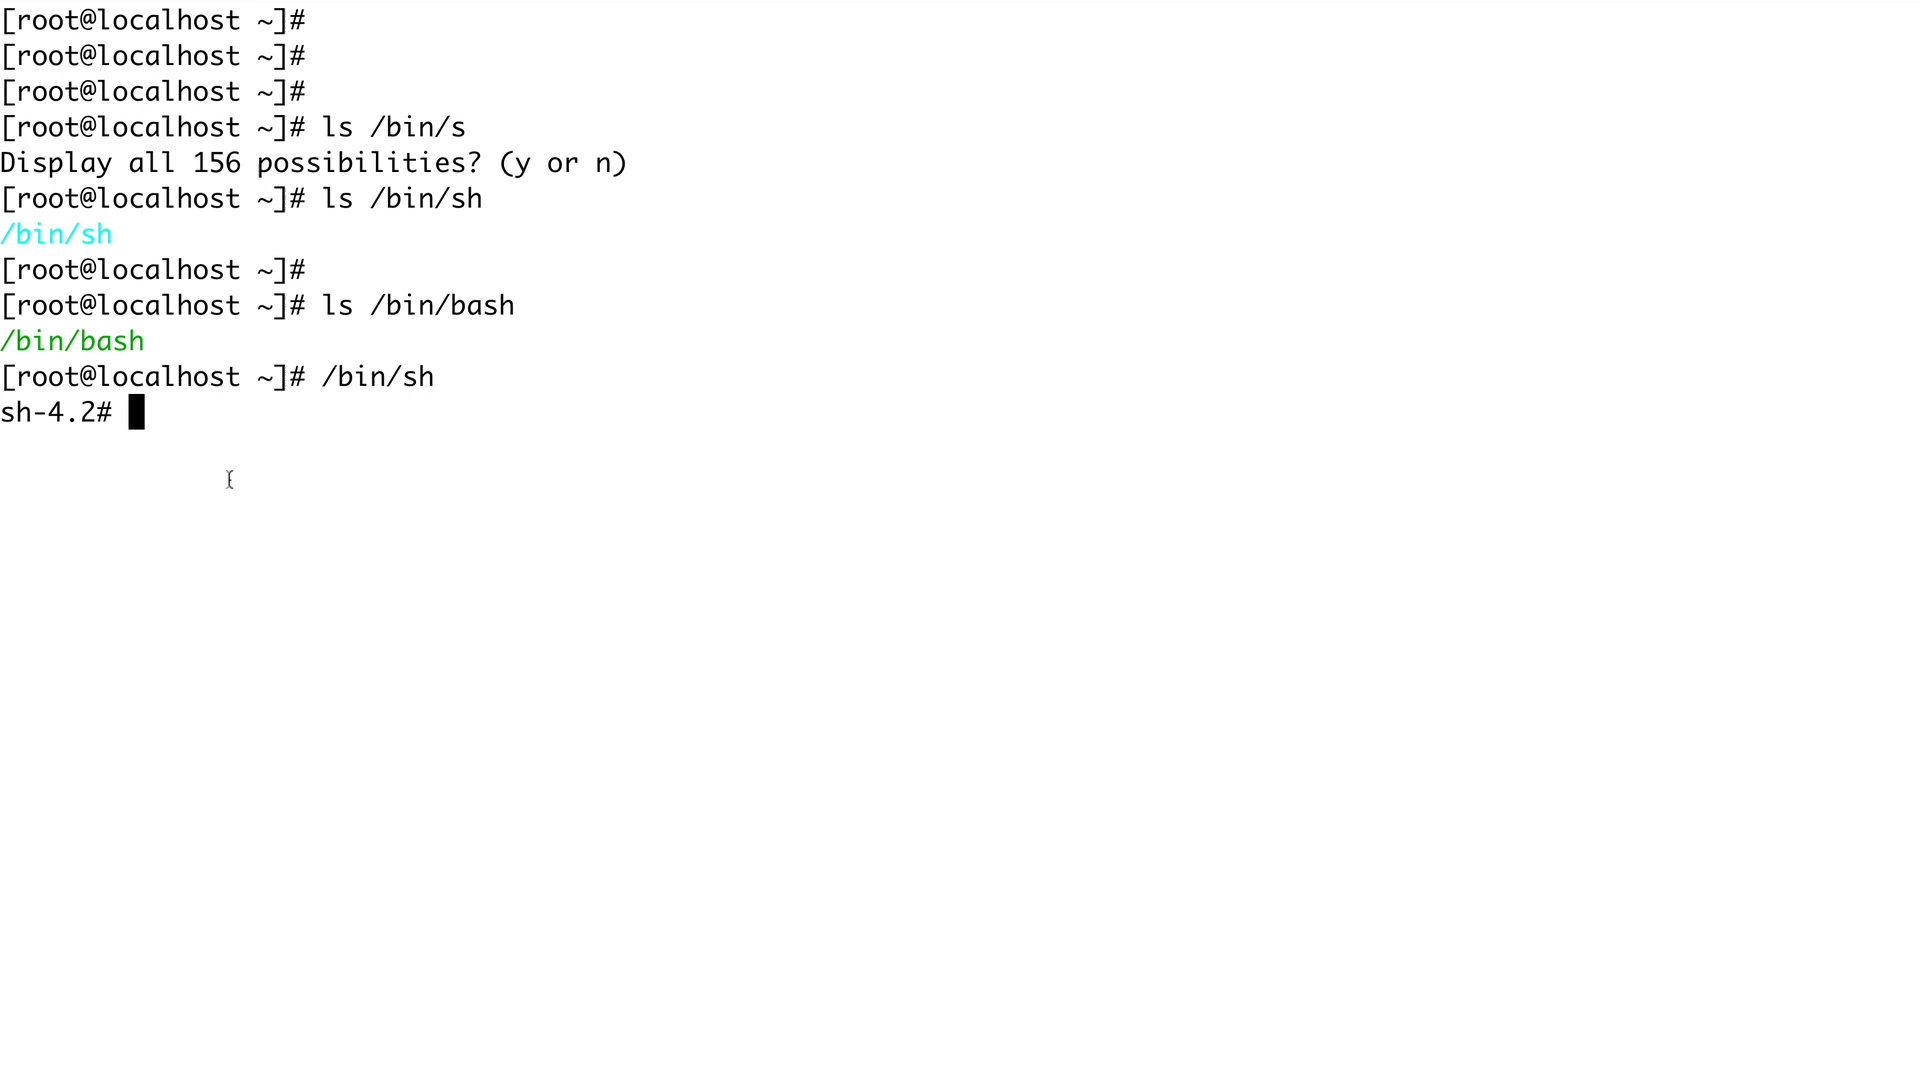 [root@localhost ~]#
[root@localhost ~]#
[root@localhost ~]#
[root@localhost ~]# ls /bin/s
Display all 156 possibilities? (y or n)
[root@localhost ~]# ls /bin/sh
/bin/sh
[root@localhost ~]#
[root@localhost ~]# ls /bin/bash
/bin/bash
[root@localhost ~]# /bin/sh
sh-4.2#